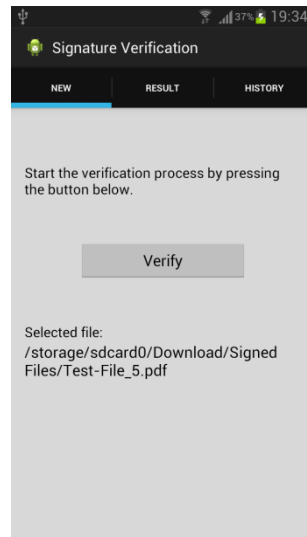 37% 19:34
Signature Verification
NEW RESULT HISTORY
Start the verification process by pressing
the button below.
Verify
Selected file:
/storage/sdcard0/Download/Signed
Files/Test-File_5.pdf